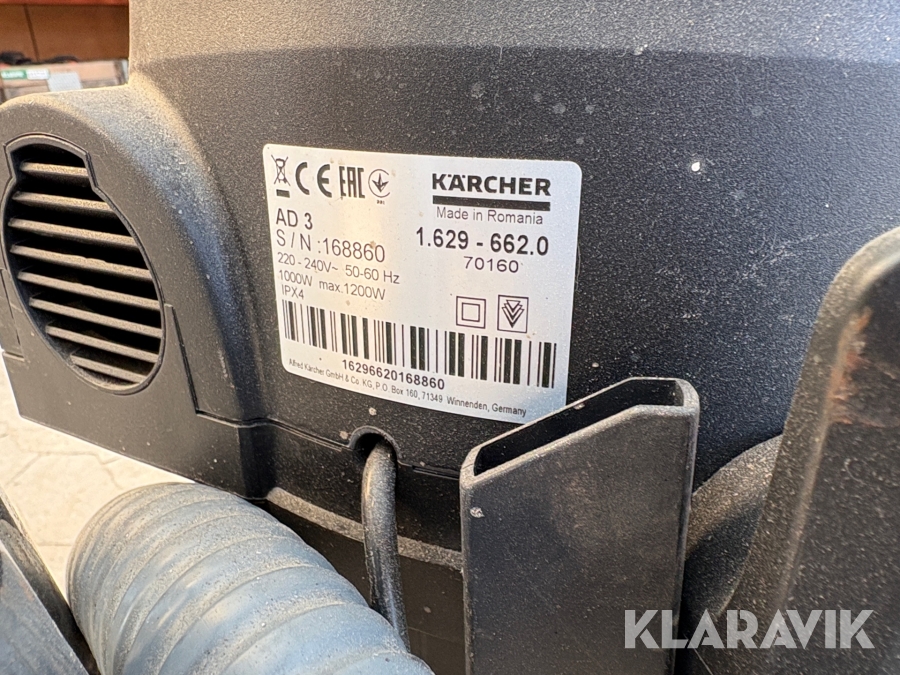 CE EAC
KÄRCHER
Made in Romania
AD 3
S / N :168860
1.629 - 662.0
70160
220 - 240V~ 50-60 Hz
1000W max.1200W
IPX4
16296620168860
Alfred Kärcher GmbH & Co. KG, P.O. Box 160, 71349 Winnenden, Germany
KLARAVIK